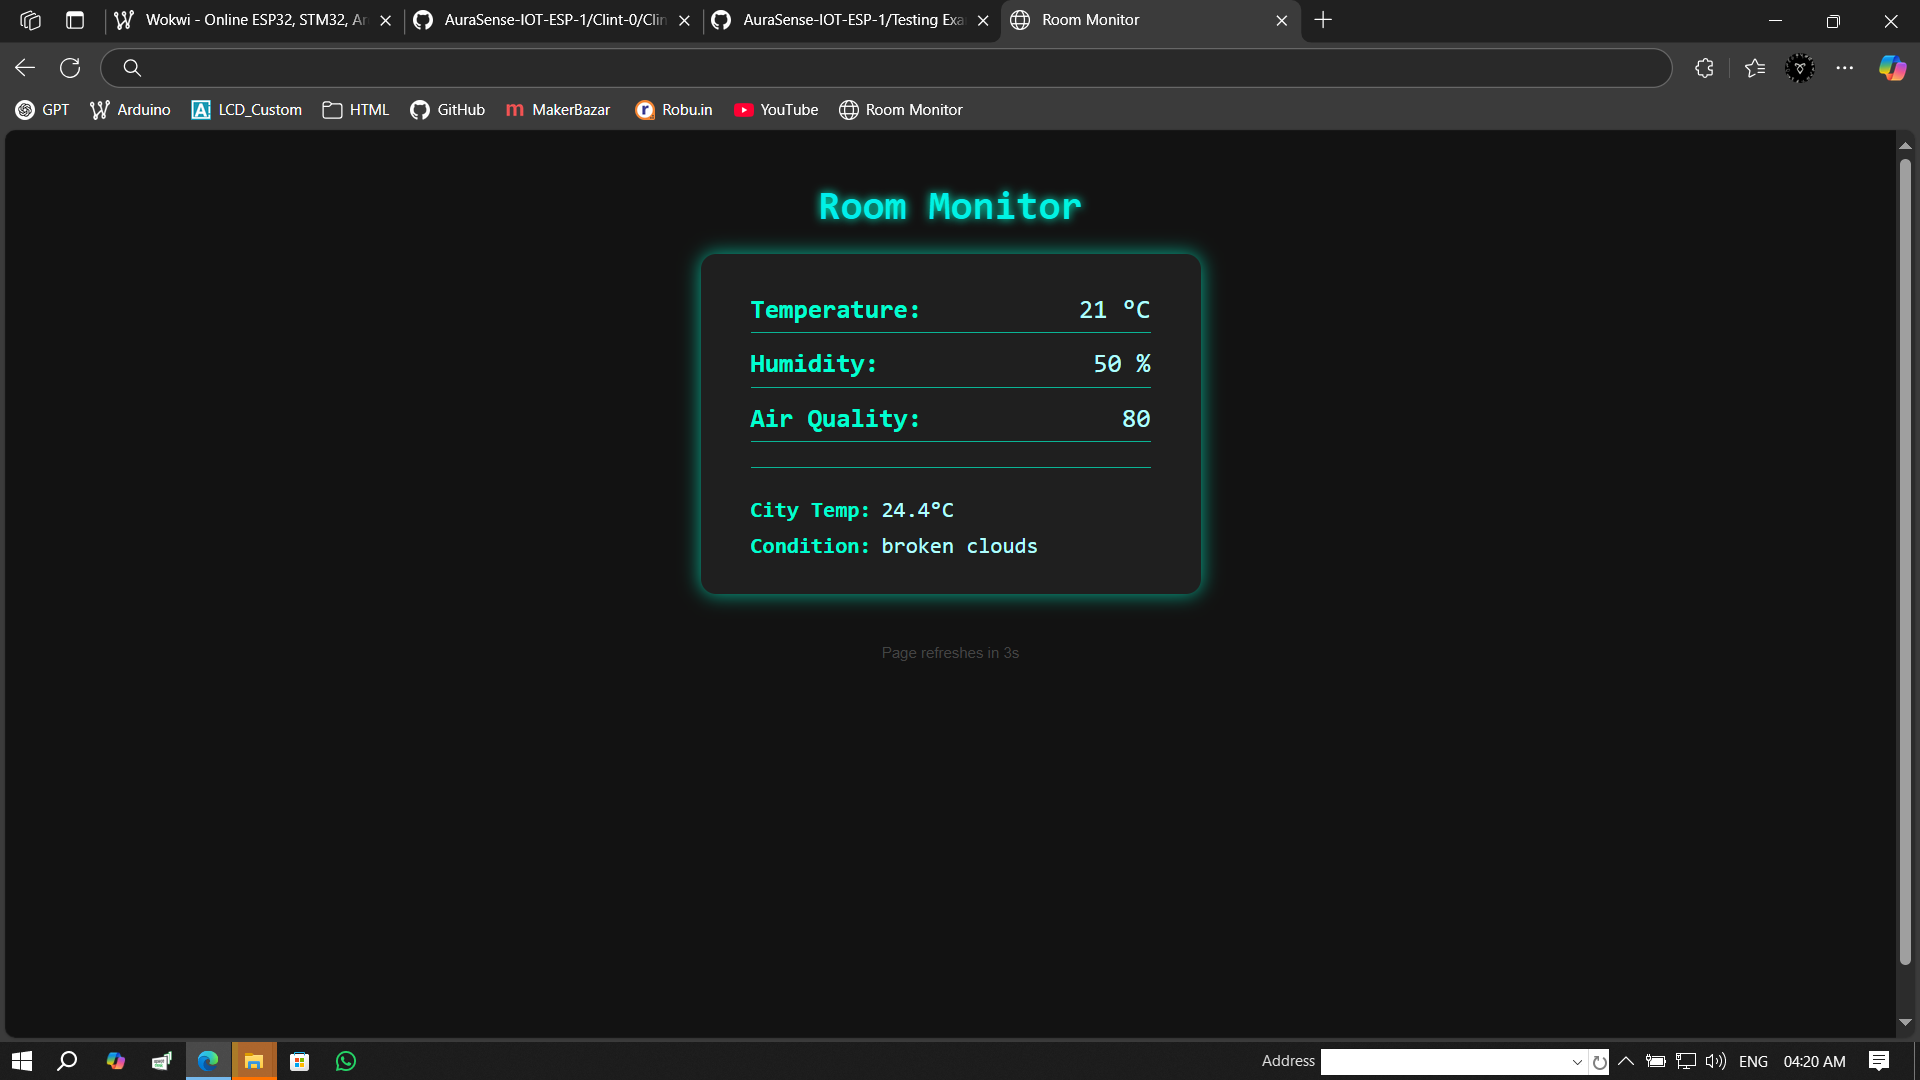 Wokwi - Online ESP32, STM32, Ar
AuraSense-IOT-ESP-1/Clint-0/Clin
AuraSense-IOT-ESP-1/Testing Exa
Room Monitor
GPT
Arduino
LCD_Custom
HTML
GitHub
MakerBazar
Robu.in
YouTube
Room Monitor
Room Monitor
Temperature: 21 °C
Humidity: 50 %
Air Quality: 80
City Temp: 24.4°C
Condition: broken clouds
Page refreshes in 3s
Address
ENG
04:20 AM